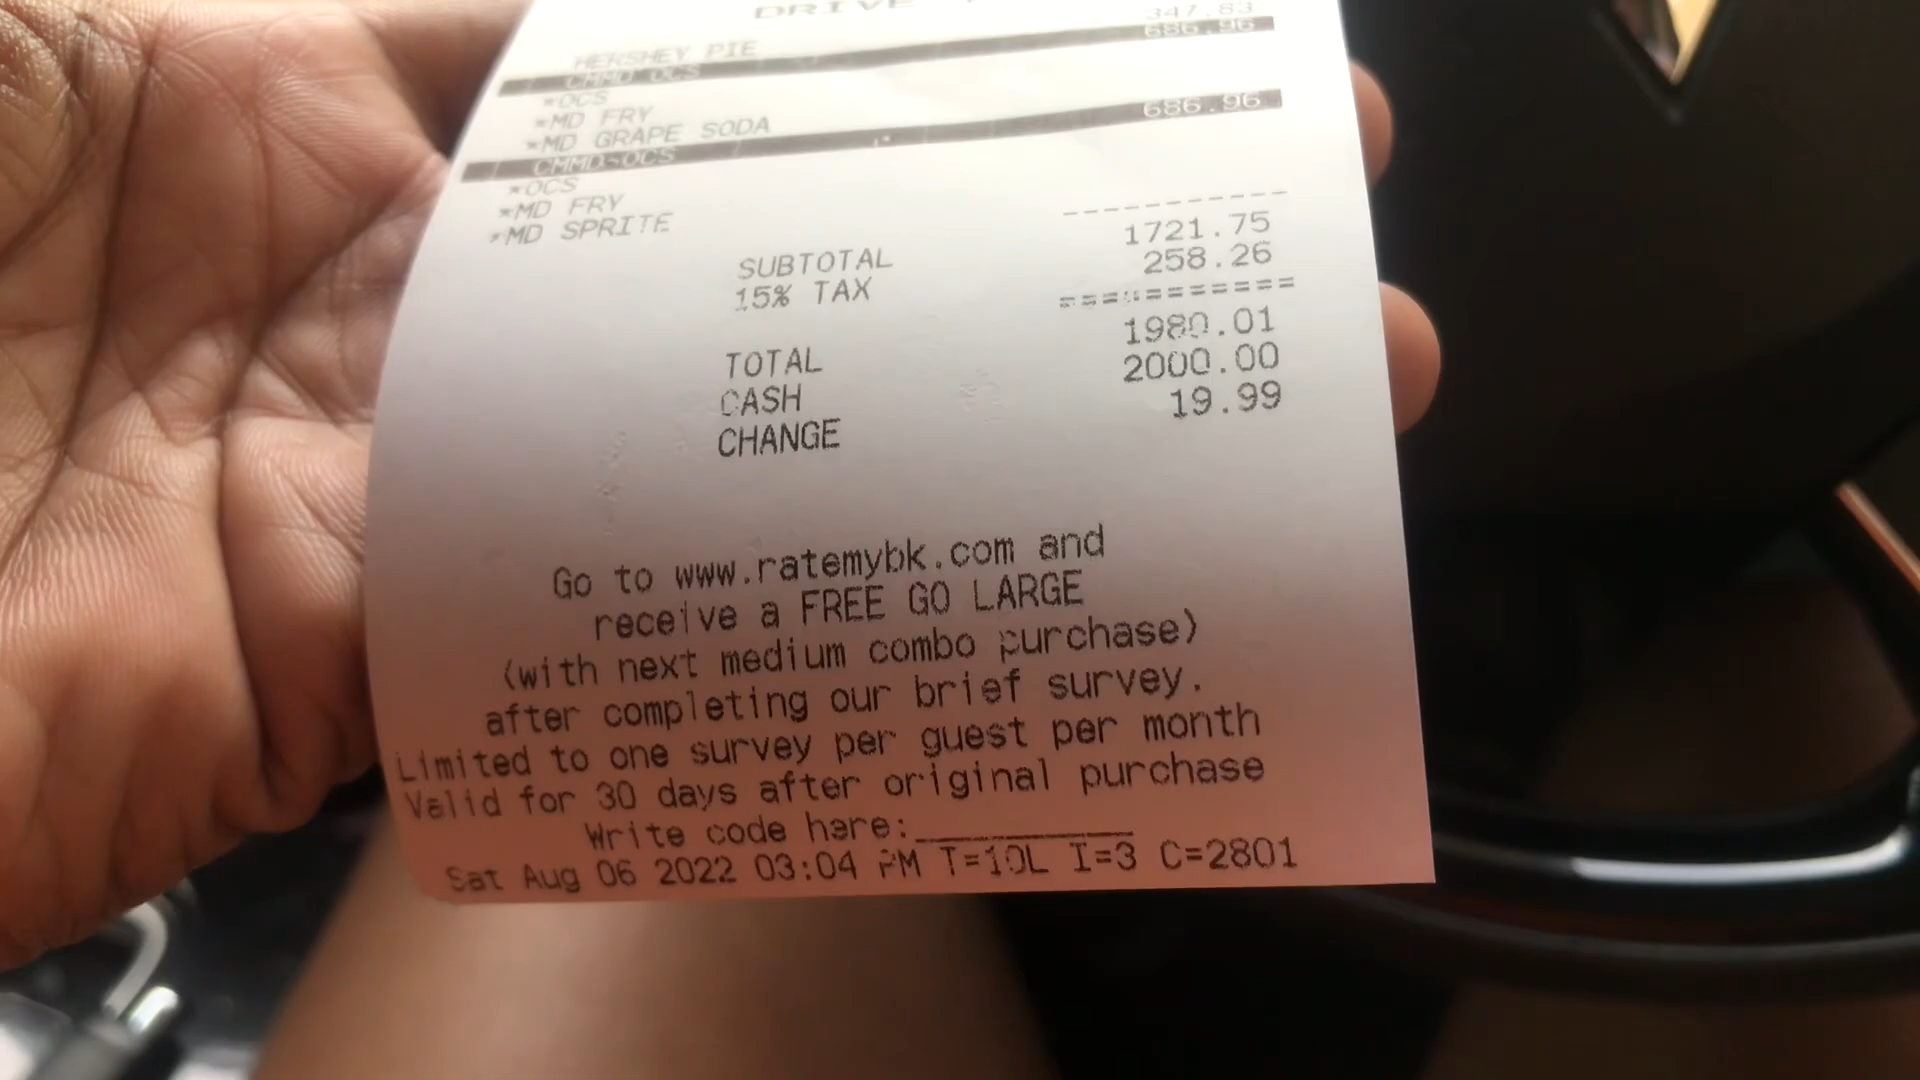 DRIVE
HERSHEY PIE 347.83
CMMD OCS 686.96
*OCS
*MD FRY
*MD GRAPE SODA
CMMD OCS 686.96
*OCS
*MD FRY
*MD SPRITE
----------
SUBTOTAL 1721.75
15% TAX 258.26
===========
TOTAL 1980.01
CASH 2000.00
CHANGE 19.99
Go to www.ratemybk.com and
receive a FREE GO LARGE
(with next medium combo purchase)
after completing our brief survey.
Limited to one survey per guest per month
Valid for 30 days after original purchase
Write code here:__________
Sat Aug 06 2022 03:04 PM T=10L I=3 C=2801